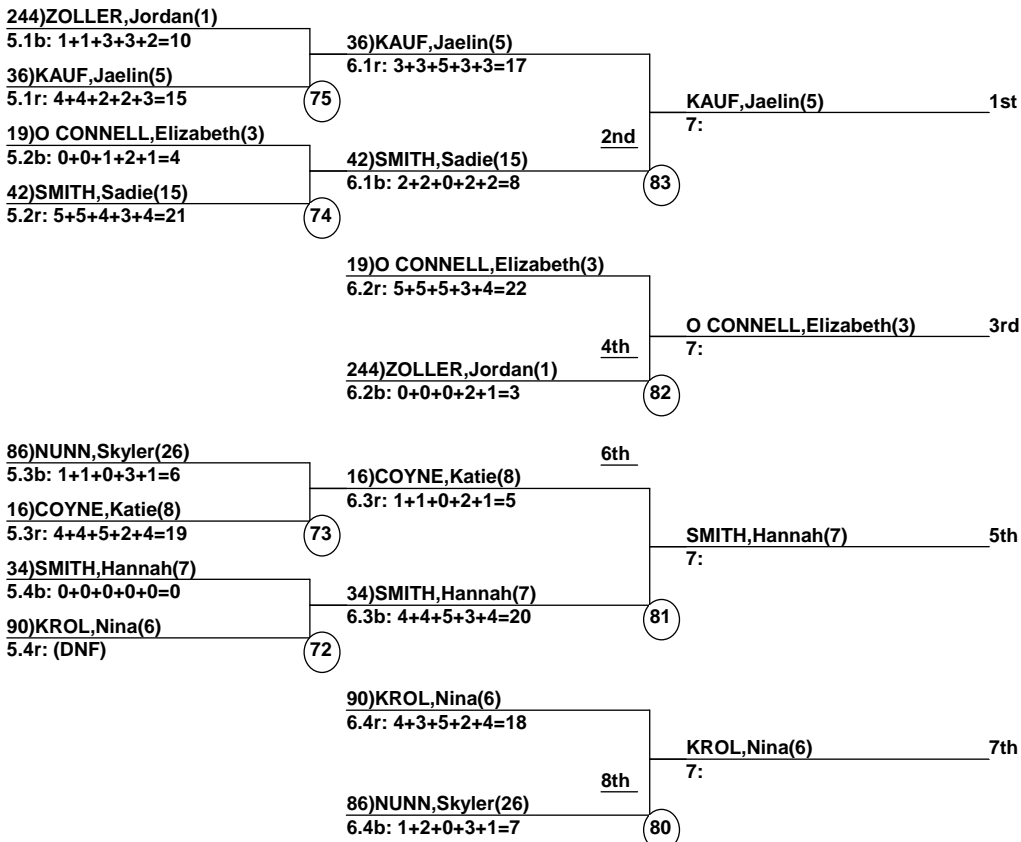 244)ZOLLER,Jordan(1)
5.1b: 1+1+3+3+2=10
36)KAUF,Jaelin(5)
5.1r: 4+4+2+2+3=15
75
19)O CONNELL,Elizabeth(3)
5.2b: 0+0+1+2+1=4
42)SMITH,Sadie(15)
5.2r: 5+5+4+3+4=21
74
36)KAUF,Jaelin(5)
6.1r: 3+3+5+3+3=17
42)SMITH,Sadie(15)
6.1b: 2+2+0+2+2=8
2nd
83
KAUF,Jaelin(5) 1st
7:
19)O CONNELL,Elizabeth(3)
6.2r: 5+5+5+3+4=22
244)ZOLLER,Jordan(1)
6.2b: 0+0+0+2+1=3
4th
82
O CONNELL,Elizabeth(3) 3rd
7:
86)NUNN,Skyler(26)
5.3b: 1+1+0+3+1=6
16)COYNE,Katie(8)
5.3r: 4+4+5+2+4=19
73
34)SMITH,Hannah(7)
5.4b: 0+0+0+0+0=0
90)KROL,Nina(6)
5.4r: (DNF)
72
6th
16)COYNE,Katie(8)
6.3r: 1+1+0+2+1=5
34)SMITH,Hannah(7)
6.3b: 4+4+5+3+4=20
81
SMITH,Hannah(7) 5th
7:
90)KROL,Nina(6)
6.4r: 4+3+5+2+4=18
86)NUNN,Skyler(26)
6.4b: 1+2+0+3+1=7
8th
80
KROL,Nina(6) 7th
7: